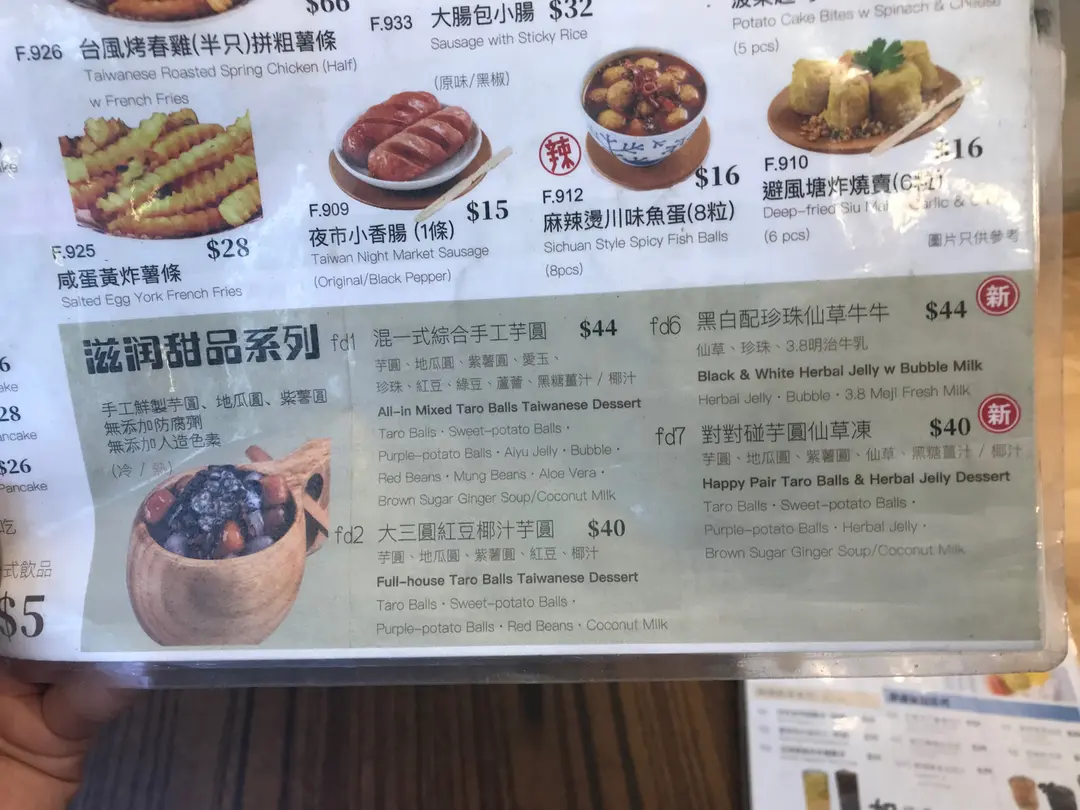 $66
F.926 台風烤春雞(半只)拼粗薯條
Taiwanese Roasted Spring Chicken (Half)
w French Fries
F.933 大腸包小腸 $32
Sausage with Sticky Rice
(原味/黑椒)
Potato Cake Bites w Spinach & Cheese
(5 pcs)
F.925 $28
咸蛋黃炸薯條
Salted Egg York French Fries
F.909 $15
夜市小香腸 (1條)
Taiwan Night Market Sausage
(Original/Black Pepper)
辣
F.912 $16
麻辣燙川味魚蛋(8粒)
Sichuan Style Spicy Fish Balls
(8pcs)
F.910 $16
避風塘炸燒賣(6粒)
Deep-fried Siu Mai
(6 pcs)
圖片只供參考
滋润甜品系列
手工鮮製芋圓、地瓜圓、紫薯圓
無添加防腐劑
無添加人造色素
(冷 / 熱)
fd1 混一式綜合手工芋圓 $44
芋圓、地瓜圓、紫薯圓、愛玉、
珍珠、紅豆、綠豆、蘆薈、黑糖薑汁 / 椰汁
All-in Mixed Taro Balls Taiwanese Dessert
Taro Balls・Sweet-potato Balls・
Purple-potato Balls・Aiyu Jelly・Bubble・
Red Beans・Mung Beans・Aloe Vera・
Brown Sugar Ginger Soup/Coconut Milk
fd2 大三圓紅豆椰汁芋圓 $40
芋圓、地瓜圓、紫薯圓、紅豆、椰汁
Full-house Taro Balls Taiwanese Dessert
Taro Balls・Sweet-potato Balls・
Purple-potato Balls・Red Beans・Coconut Milk
fd6 黑白配珍珠仙草牛牛 $44 新
仙草、珍珠、3.8明治牛乳
Black & White Herbal Jelly w Bubble Milk
Herbal Jelly・Bubble・3.8 Meji Fresh Milk
fd7 對對碰芋圓仙草凍 $40 新
芋圓、地瓜圓、紫薯圓、仙草、黑糖薑汁 / 椰汁
Happy Pair Taro Balls & Herbal Jelly Dessert
Taro Balls・Sweet-potato Balls・
Purple-potato Balls・Herbal Jelly・
Brown Sugar Ginger Soup/Coconut Milk
$26
Pancake
吃
式飲品
$5